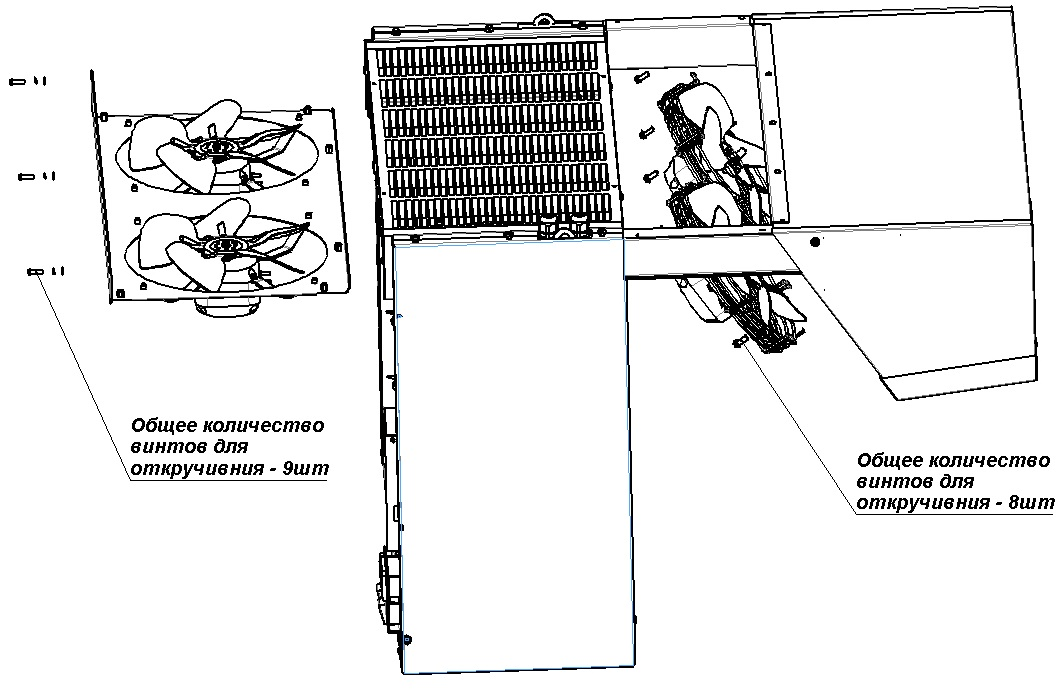 Общее количество
винтов для
откручивния - 9шт
Общее количество
винтов для
откручивния - 8шт